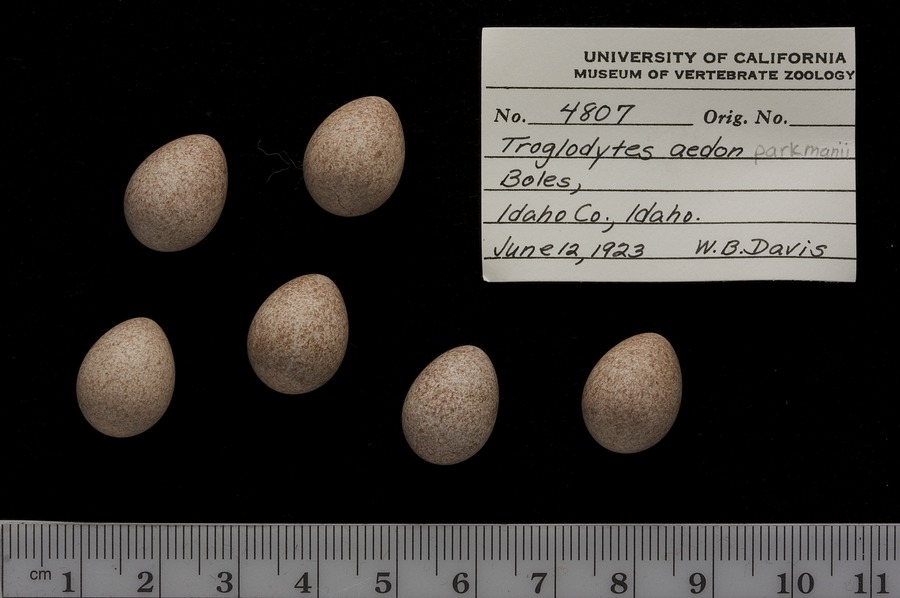 UNIVERSITY OF CALIFORNIA
MUSEUM OF VERTEBRATE ZOOLOGY
No. 4807 Orig. No.
Troglodytes aedon parkmanii
Boles,
Idaho Co., Idaho.
June 12, 1923 W.B. Davis
cm 1 2 3 4 5 6 7 8 9 10 11